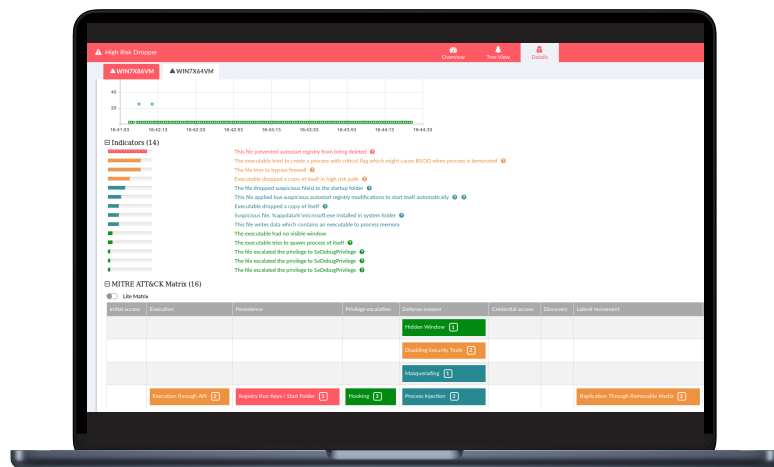 High Risk Dropper
Overview
Tree View
Details
WIN7X86VM
WIN7X64VM
40
20
16:41:53 16:42:13 16:42:33 16:42:53 16:43:13 16:43:33 16:43:53 16:44:13 16:44:33
Indicators (14)
This file prevented autostart registry from being deleted
The executable tried to create a process with critical flag which might cause BSOD when process is terminated
The file tries to bypass firewall
Executable dropped a copy of itself in high risk path
The file dropped suspicious file(s) to the startup folder
This file applied low suspicious autostart registry modifications to start itself automatically
Executable dropped a copy of itself
Suspicious file, %appdata%\microsoft.exe installed in system folder
This file writes data which contains an executable to process memory
The executable had no visible window
The executable tries to spawn process of itself
The file escalated the privilege to SeDebugPrivilege
The file escalated the privilege to SeDebugPrivilege
The file escalated the privilege to SeDebugPrivilege
MITRE ATT&CK Matrix (16)
Lite Matrix
Initial access Execution Persistence Privilege escalation Defense evasion Credential access Discovery Lateral movement
Hidden Window 1
Disabling Security Tools 2
Masquerading 1
Execution through API 2 Registry Run Keys / Start Folder 3 Hooking 3 Process Injection 2 Replication Through Removable Media